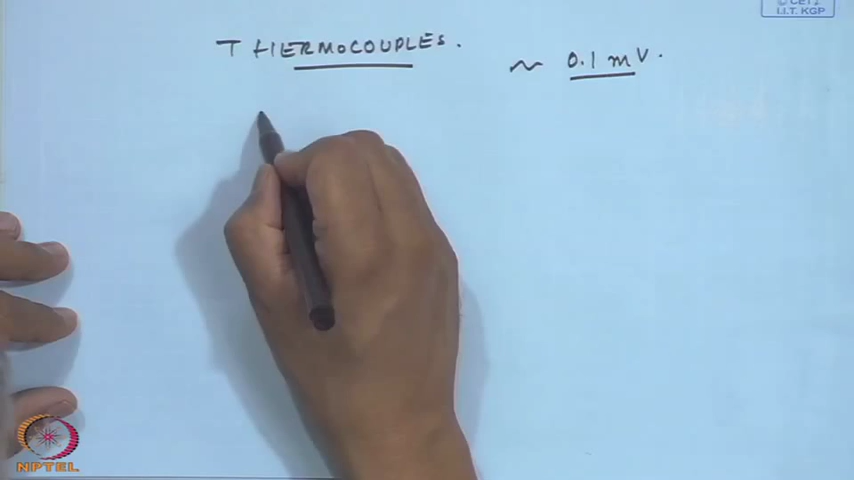 © CET
I.I.T. KGP
THERMOCOUPLES.
~ 0.1 mV.
NPTEL